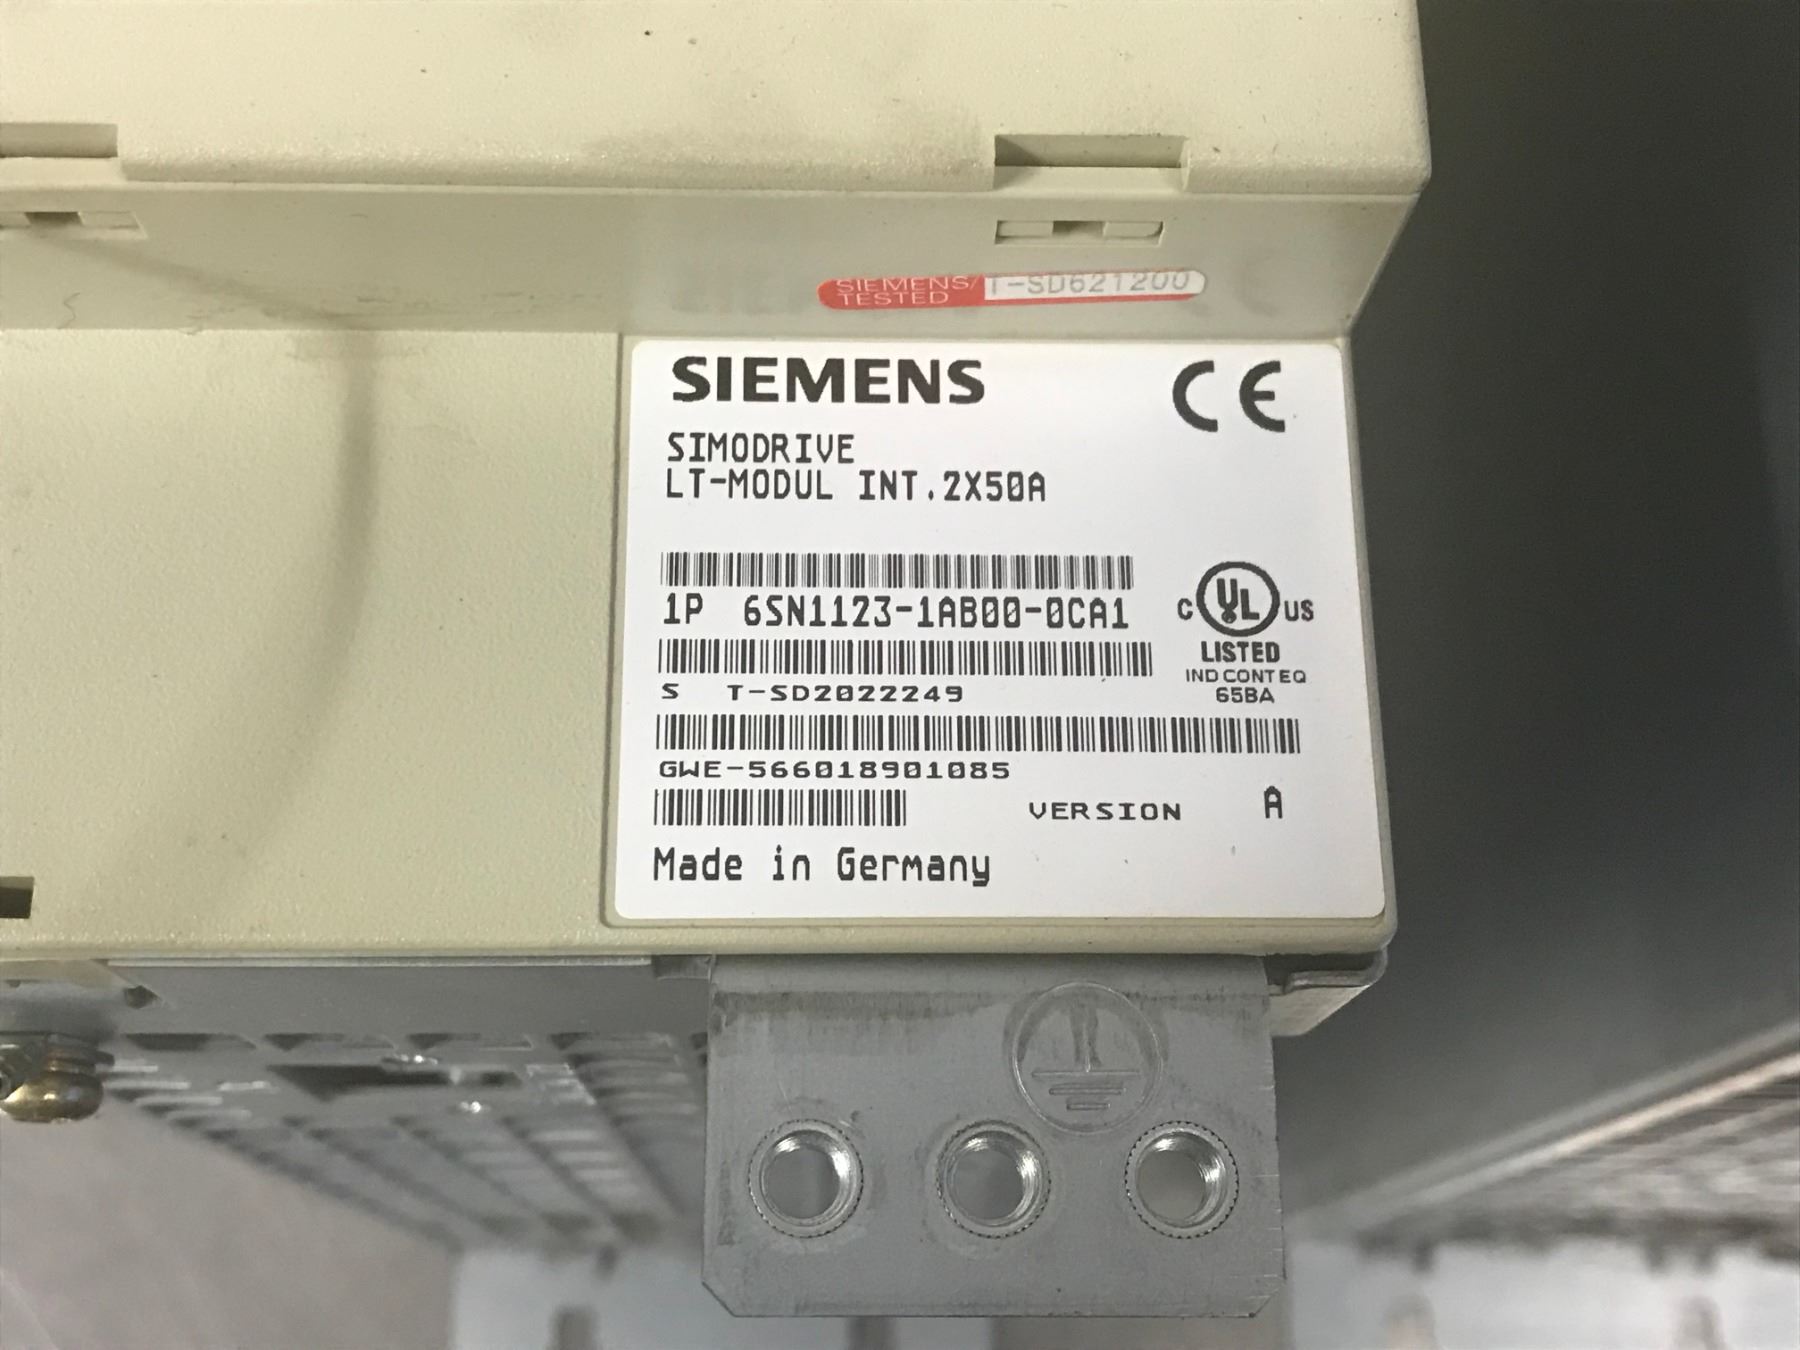 SIEMENS/ T-SD621200
TESTED
SIEMENS CE
SIMODRIVE
LT-MODUL INT.2X50A
1P 6SN1123-1AB00-0CA1
C UL US
LISTED
IND CONT EQ
65BA
S T-SD2022249
GWE-566018901085
VERSION A
Made in Germany